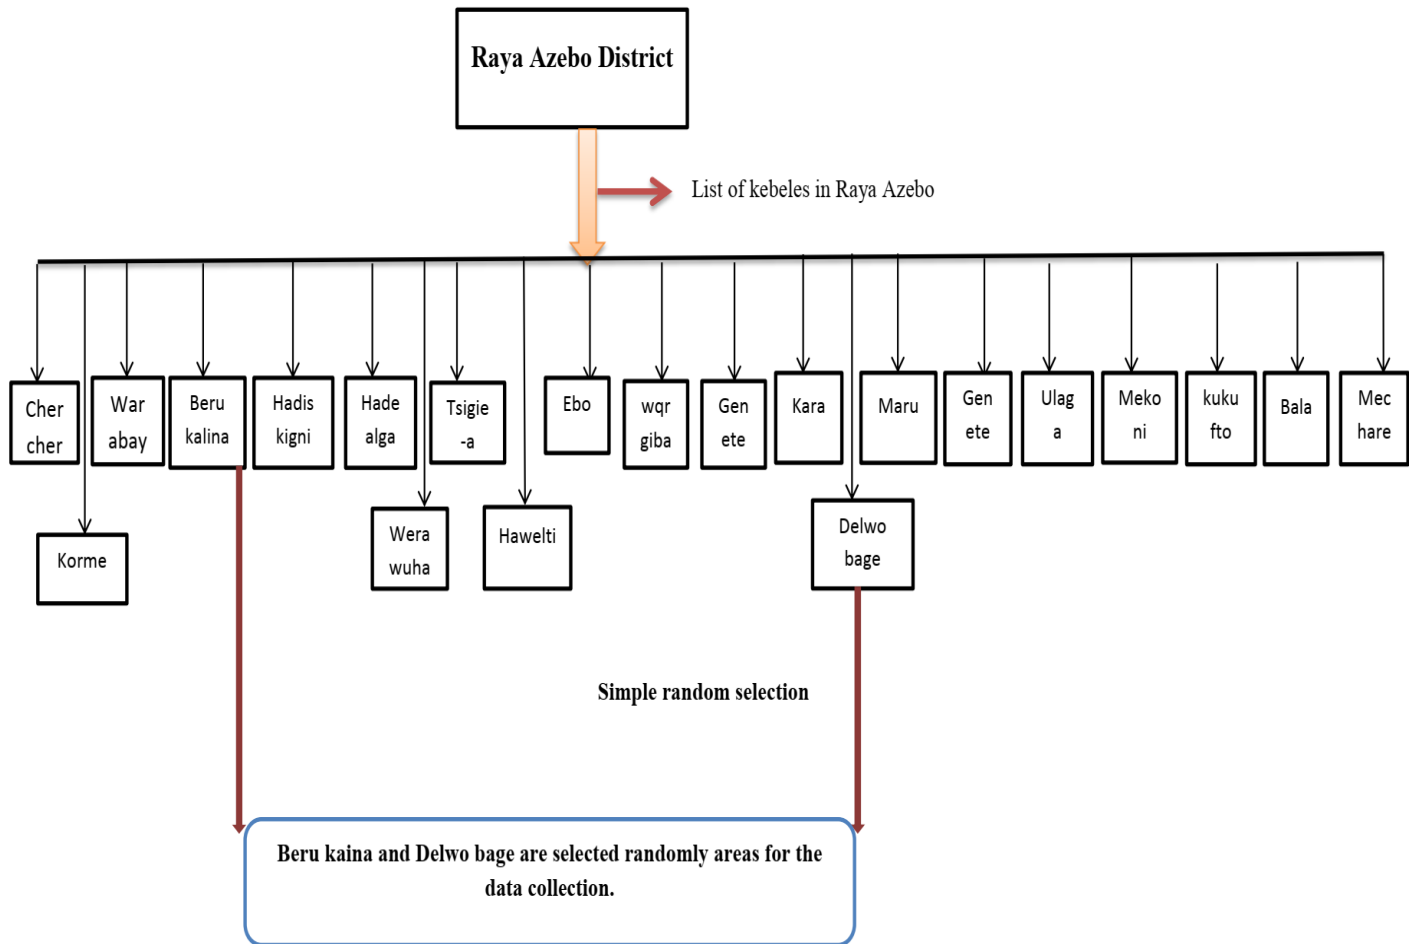 Raya Azebo District
List of kebeles in Raya Azebo
Cher
cher
War
abay
Beru
kalina
Hadis
kigni
Hade
alga
Tsigie
-a
Ebo
wqr
giba
Gen
ete
Kara
Maru
Gen
ete
Ulag
a
Meko
ni
kuku
fto
Bala
Mec
hare
Korme
Wera
wuha
Hawelti
Delwo
bage
Simple random selection
Beru kaina and Delwo bage are selected randomly areas for the
data collection.